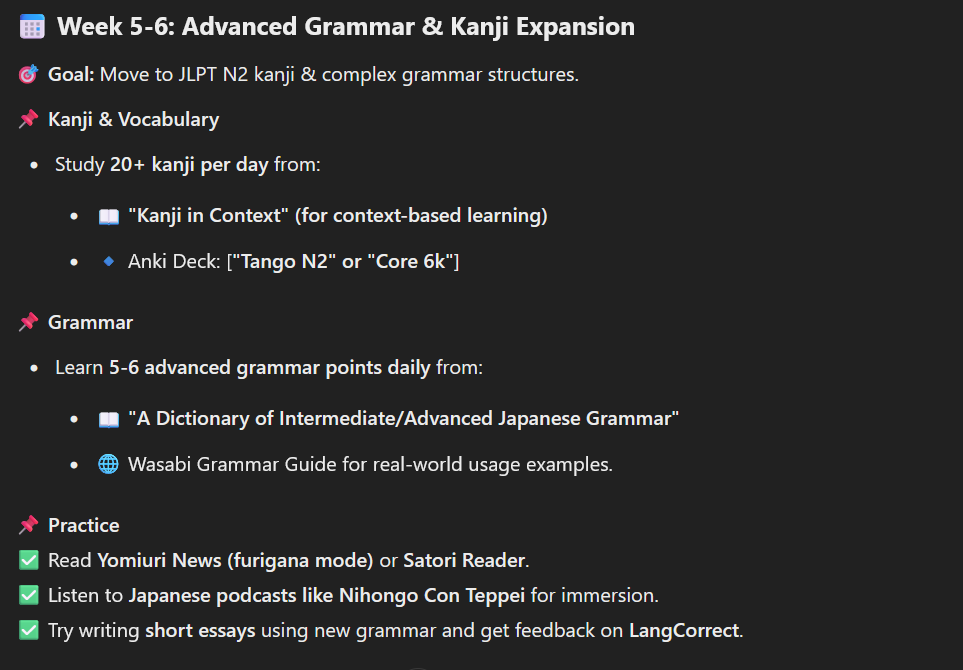 Week 5-6: Advanced Grammar & Kanji Expansion
Goal: Move to JLPT N2 kanji & complex grammar structures.
Kanji & Vocabulary
Study 20+ kanji per day from:
"Kanji in Context" (for context-based learning)
Anki Deck: ["Tango N2" or "Core 6k"]
Grammar
Learn 5-6 advanced grammar points daily from:
"A Dictionary of Intermediate/Advanced Japanese Grammar"
Wasabi Grammar Guide for real-world usage examples.
Practice
Read Yomiuri News (furigana mode) or Satori Reader.
Listen to Japanese podcasts like Nihongo Con Teppei for immersion.
Try writing short essays using new grammar and get feedback on LangCorrect.